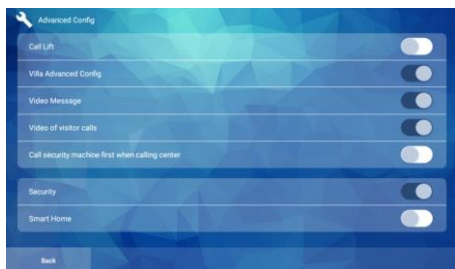 Advanced Config
Call Lift
Villa Advanced Config
Video Message
Video of visitor calls
Call security machine first when calling center
Security
Smart Home
Back